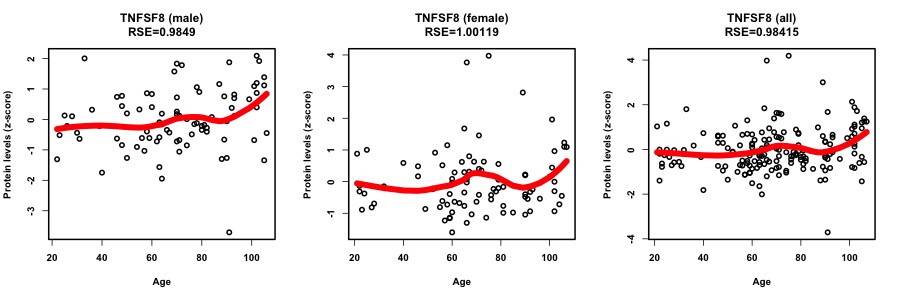 TNFSF8 (male)
RSE=0.9849
Protein levels (z-score)
2
1
0
-1
-2
-3
20
40
60
80
100
Age
TNFSF8 (female)
RSE=1.00119
Protein levels (z-score)
4
3
2
1
0
-1
20
40
60
80
100
Age
TNFSF8 (all)
RSE=0.98415
Protein levels (z-score)
4
2
0
-2
-4
20
40
60
80
100
Age